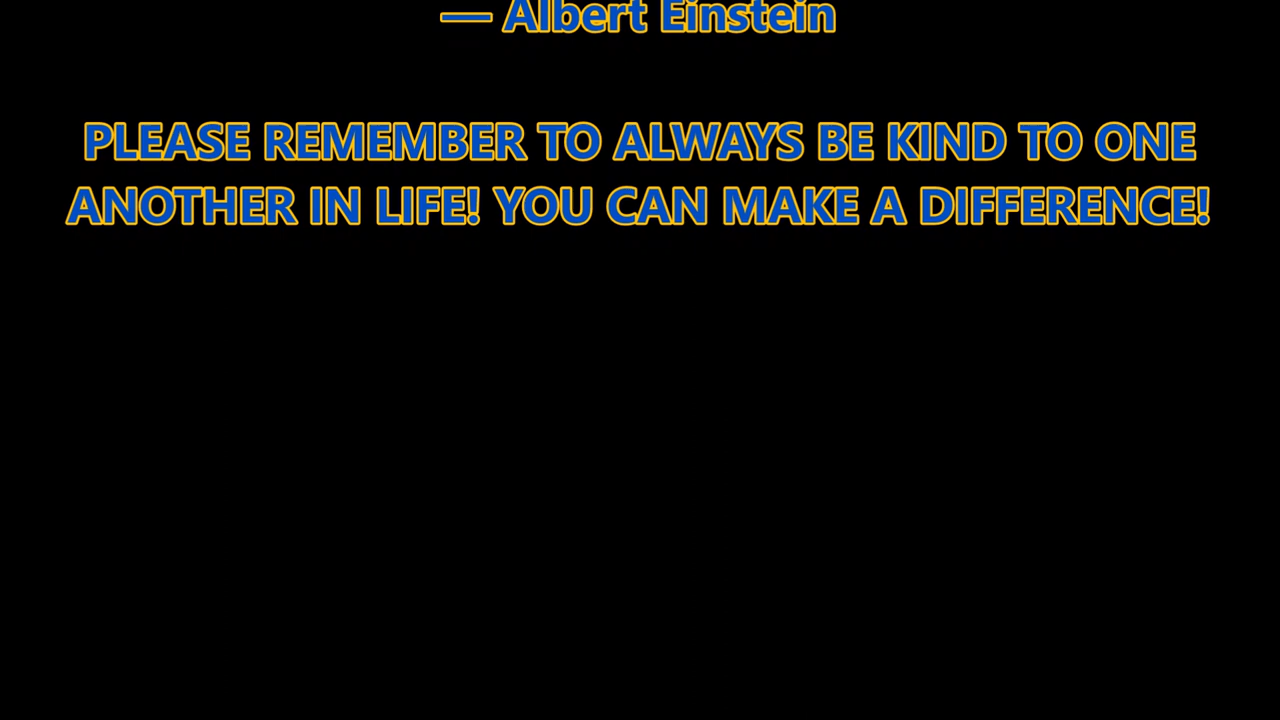 — Albert Einstein
PLEASE REMEMBER TO ALWAYS BE KIND TO ONE
ANOTHER IN LIFE! YOU CAN MAKE A DIFFERENCE!